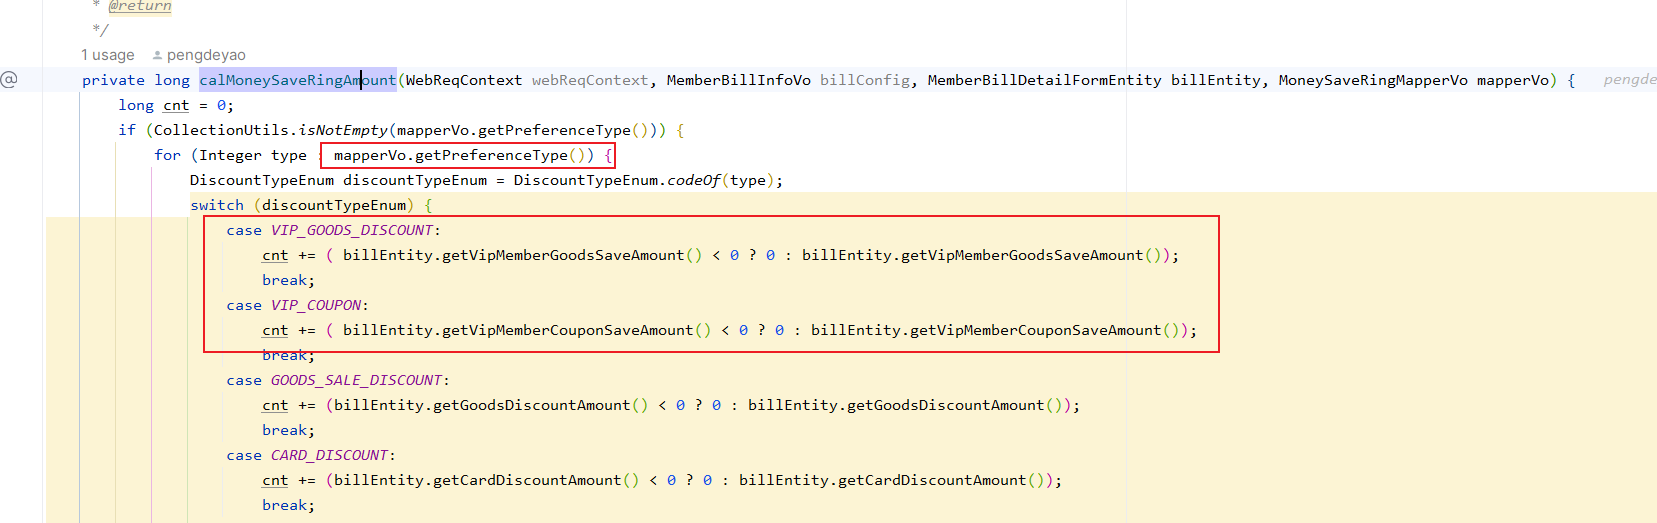 * @return
*/
1 usage pengdeyao
private long calMoneySaveRingAmount(WebReqContext webReqContext, MemberBillInfoVo billConfig, MemberBillDetailFormEntity billEntity, MoneySaveRingMapperVo mapperVo) { pengde
long cnt = 0;
if (CollectionUtils.isNotEmpty(mapperVo.getPreferenceType())) {
for (Integer type : mapperVo.getPreferenceType()) {
DiscountTypeEnum discountTypeEnum = DiscountTypeEnum.codeOf(type);
switch (discountTypeEnum) {
case VIP_GOODS_DISCOUNT:
cnt += ( billEntity.getVipMemberGoodsSaveAmount() < 0 ? 0 : billEntity.getVipMemberGoodsSaveAmount());
break;
case VIP_COUPON:
cnt += ( billEntity.getVipMemberCouponSaveAmount() < 0 ? 0 : billEntity.getVipMemberCouponSaveAmount());
break;
case GOODS_SALE_DISCOUNT:
cnt += (billEntity.getGoodsDiscountAmount() < 0 ? 0 : billEntity.getGoodsDiscountAmount());
break;
case CARD_DISCOUNT:
cnt += (billEntity.getCardDiscountAmount() < 0 ? 0 : billEntity.getCardDiscountAmount());
break;